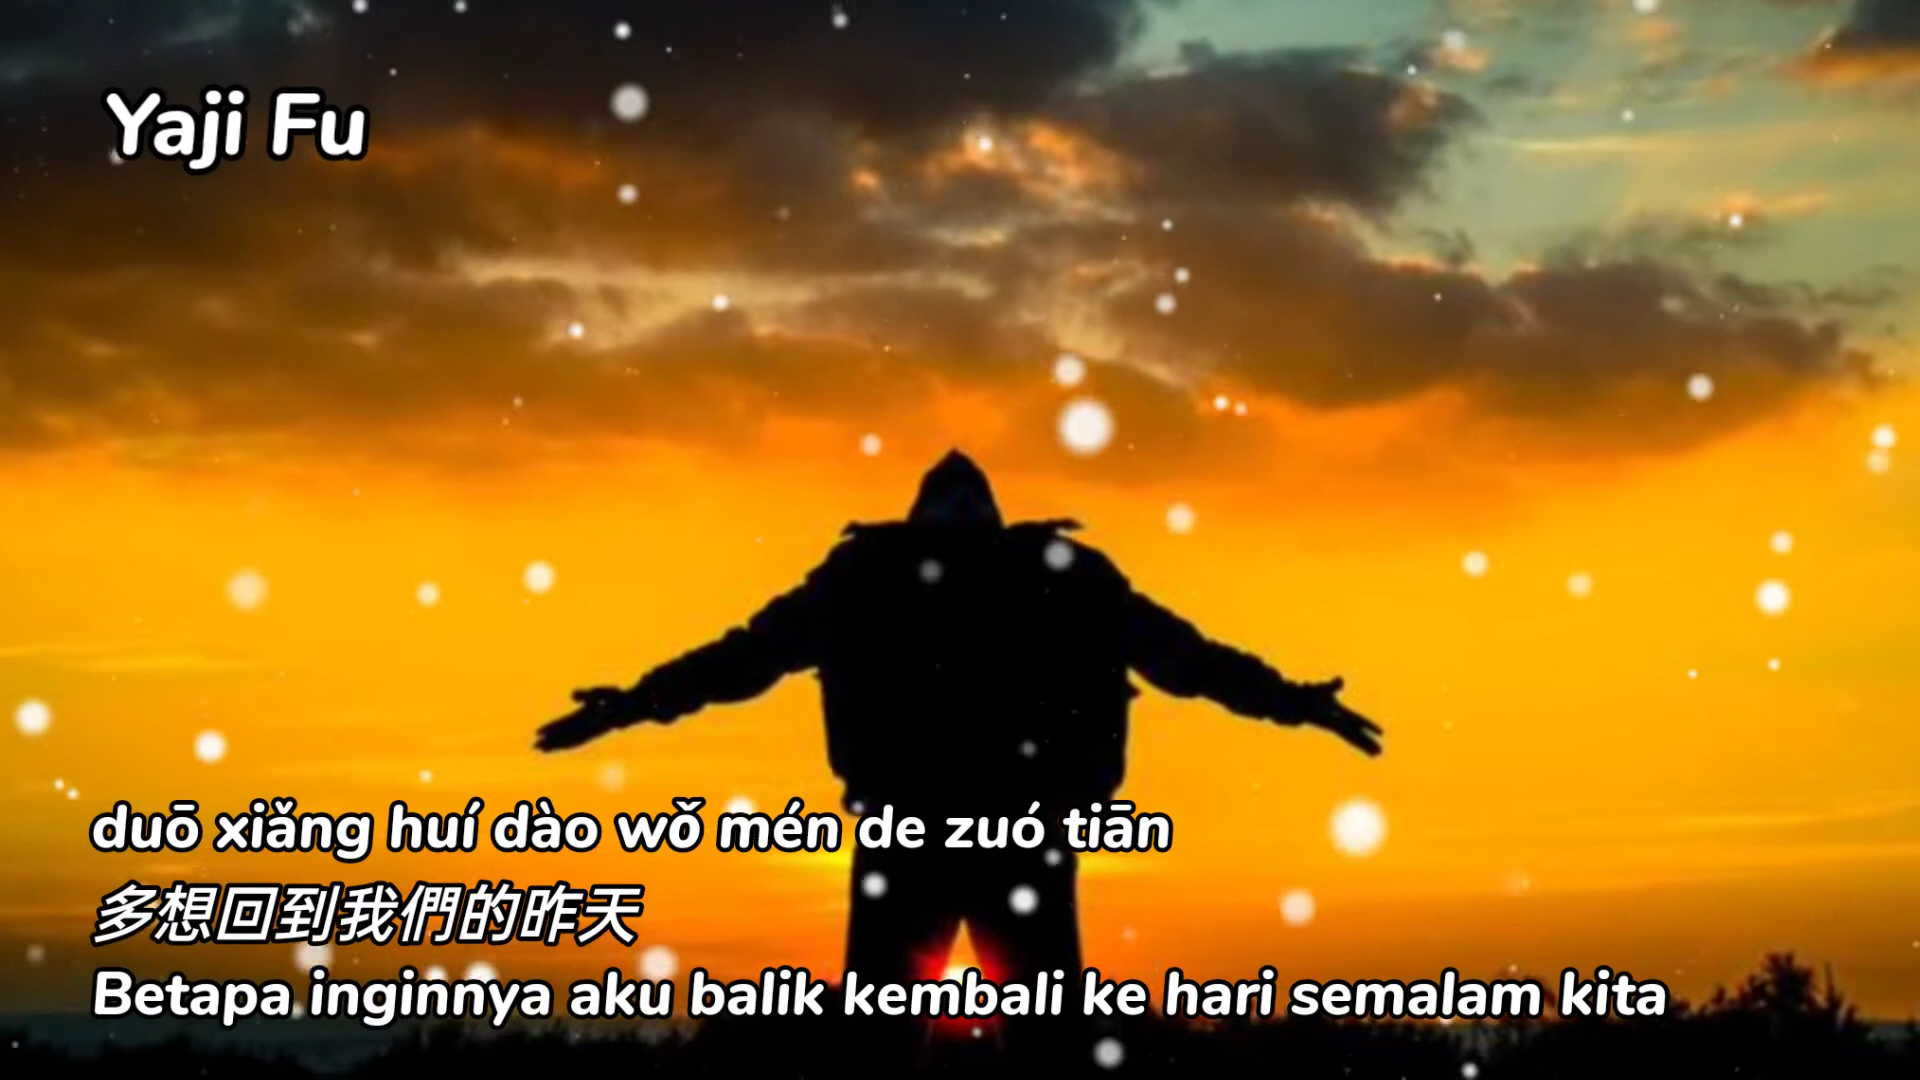 Yaji Fu
duō xiǎng huí dào wǒ mén de zuó tiān
多想回到我們的昨天
Betapa inginnya aku balik kembali ke hari semalam kita